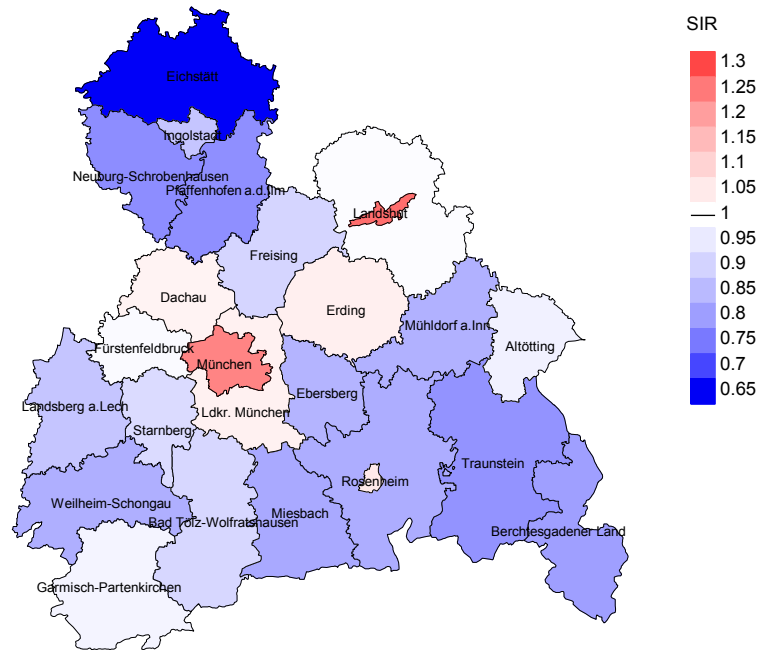 SIR
1.3
1.25
1.2
1.15
1.1
1.05
1
0.95
0.9
0.85
0.8
0.75
0.7
0.65
Eichstätt
Ingolstadt
Neuburg-Schrobenhausen
Pfaffenhofen a.d.Ilm
Landshut
Freising
Dachau
Erding
Mühldorf a.Inn
Altötting
Fürstenfeldbruck
München
Ebersberg
Landsberg a.Lech
Ldkr. München
Starnberg
Traunstein
Rosenheim
Weilheim-Schongau
Miesbach
Bad Tölz-Wolfratshausen
Berchtesgadener Land
Garmisch-Partenkirchen